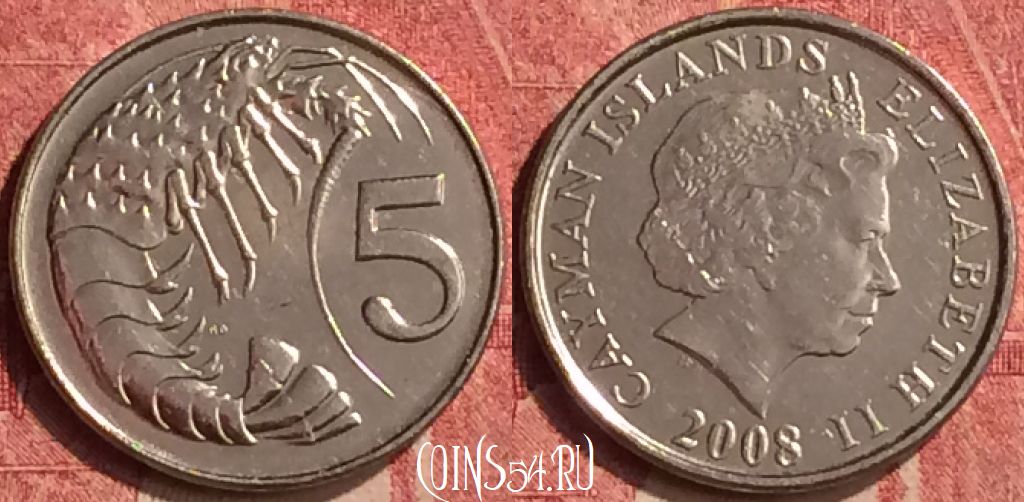 5
CAYMAN ISLANDS ELIZABETH II
2008
COINS54.RU